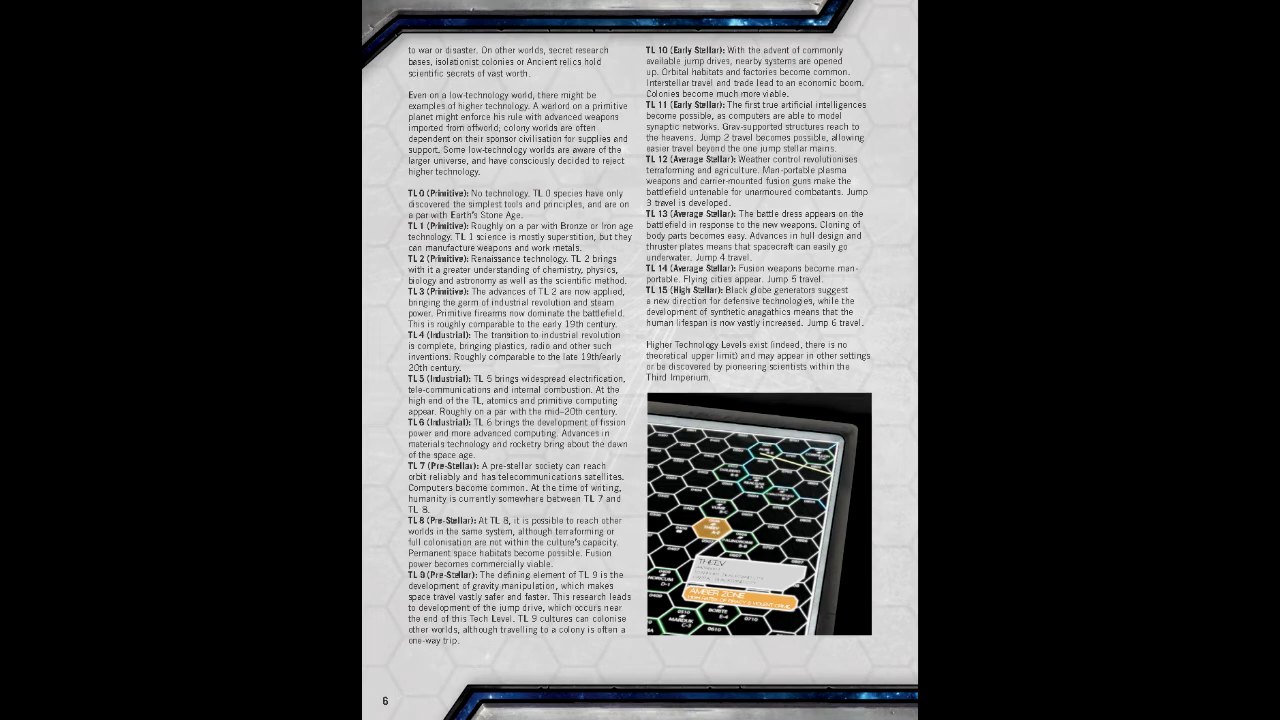 to war or disaster. On other worlds, secret research
bases, isolationist colonies or Ancient relics hold
scientific secrets of vast worth.
Even on a low-technology world, there might be
examples of higher technology. A warlord on a primitive
planet might enforce his rule with advanced weapons
imported from offworld; colony worlds are often
dependent on their sponsor civilisation for supplies and
support. Some low-technology worlds are aware of the
larger universe, and have consciously decided to reject
higher technology.
TL 0 (Primitive): No technology. TL 0 species have only
discovered the simplest tools and principles, and are on
a par with Earth's Stone Age.
TL 1 (Primitive): Roughly on a par with Bronze or Iron age
technology. TL 1 science is mostly superstition, but they
can manufacture weapons and work metals.
TL 2 (Primitive): Renaissance technology. TL 2 brings
with it a greater understanding of chemistry, physics,
biology and astronomy as well as the scientific method.
TL 3 (Primitive): The advances of TL 2 are now applied,
bringing the germ of industrial revolution and steam
power. Primitive firearms now dominate the battlefield.
This is roughly comparable to the early 19th century.
TL 4 (Industrial): The transition to industrial revolution
is complete, bringing plastics, radio and other such
inventions. Roughly comparable to the late 19th/early
20th century.
TL 5 (Industrial): TL 5 brings widespread electrification,
tele-communications and internal combustion. At the
high end of the TL, atomics and primitive computing
appear. Roughly on a par with the mid–20th century.
TL 6 (Industrial): TL 6 brings the development of fission
power and more advanced computing. Advances in
materials technology and rocketry bring about the dawn
of the space age.
TL 7 (Pre-Stellar): A pre-stellar society can reach
orbit reliably and has telecommunications satellites.
Computers become common. At the time of writing,
humanity is currently somewhere between TL 7 and
TL 8.
TL 8 (Pre-Stellar): At TL 8, it is possible to reach other
worlds in the same system, although terraforming or
full colonisation are not within the culture's capacity.
Permanent space habitats become possible. Fusion
power becomes commercially viable.
TL 9 (Pre-Stellar): The defining element of TL 9 is the
development of gravity manipulation, which makes
space travel vastly safer and faster. This research leads
to development of the jump drive, which occurs near
the end of this Tech Level. TL 9 cultures can colonise
other worlds, although travelling to a colony is often a
one-way trip.
TL 10 (Early Stellar): With the advent of commonly
available jump drives, nearby systems are opened
up. Orbital habitats and factories become common.
Interstellar travel and trade lead to an economic boom.
Colonies become much more viable.
TL 11 (Early Stellar): The first true artificial intelligences
become possible, as computers are able to model
synaptic networks. Grav-supported structures reach to
the heavens. Jump 2 travel becomes possible, allowing
easier travel beyond the one jump stellar mains.
TL 12 (Average Stellar): Weather control revolutionises
terraforming and agriculture. Man-portable plasma
weapons and carrier-mounted fusion guns make the
battlefield untenable for unarmoured combatants. Jump
3 travel is developed.
TL 13 (Average Stellar): The battle dress appears on the
battlefield in response to the new weapons. Cloning of
body parts becomes easy. Advances in hull design and
thruster plates means that spacecraft can easily go
underwater. Jump 4 travel.
TL 14 (Average Stellar): Fusion weapons become man-
portable. Flying cities appear. Jump 5 travel.
TL 15 (High Stellar): Black globe generators suggest
a new direction for defensive technologies, while the
development of synthetic anagathics means that the
human lifespan is now vastly increased. Jump 6 travel.
Higher Technology Levels exist (indeed, there is no
theoretical upper limit) and may appear in other settings
or be discovered by pioneering scientists within the
Third Imperium.
THEEV
AMBER ZONE
NORICUM
D-1
BORITE
E-4
MARDUK
C-3
0510
0610
0710
6